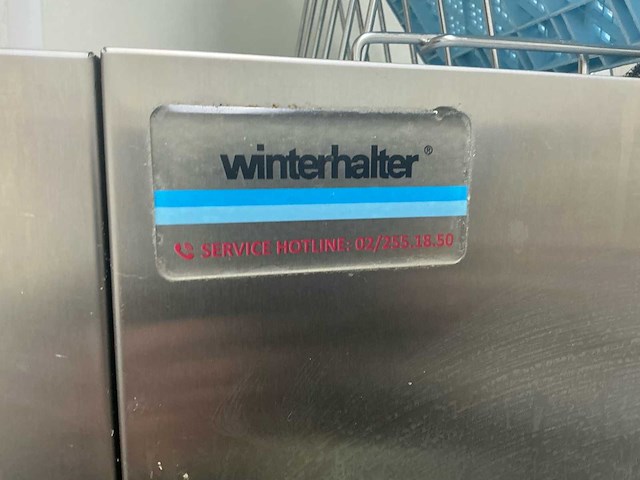 winterhalter®
SERVICE HOTLINE: 02/255.18.50